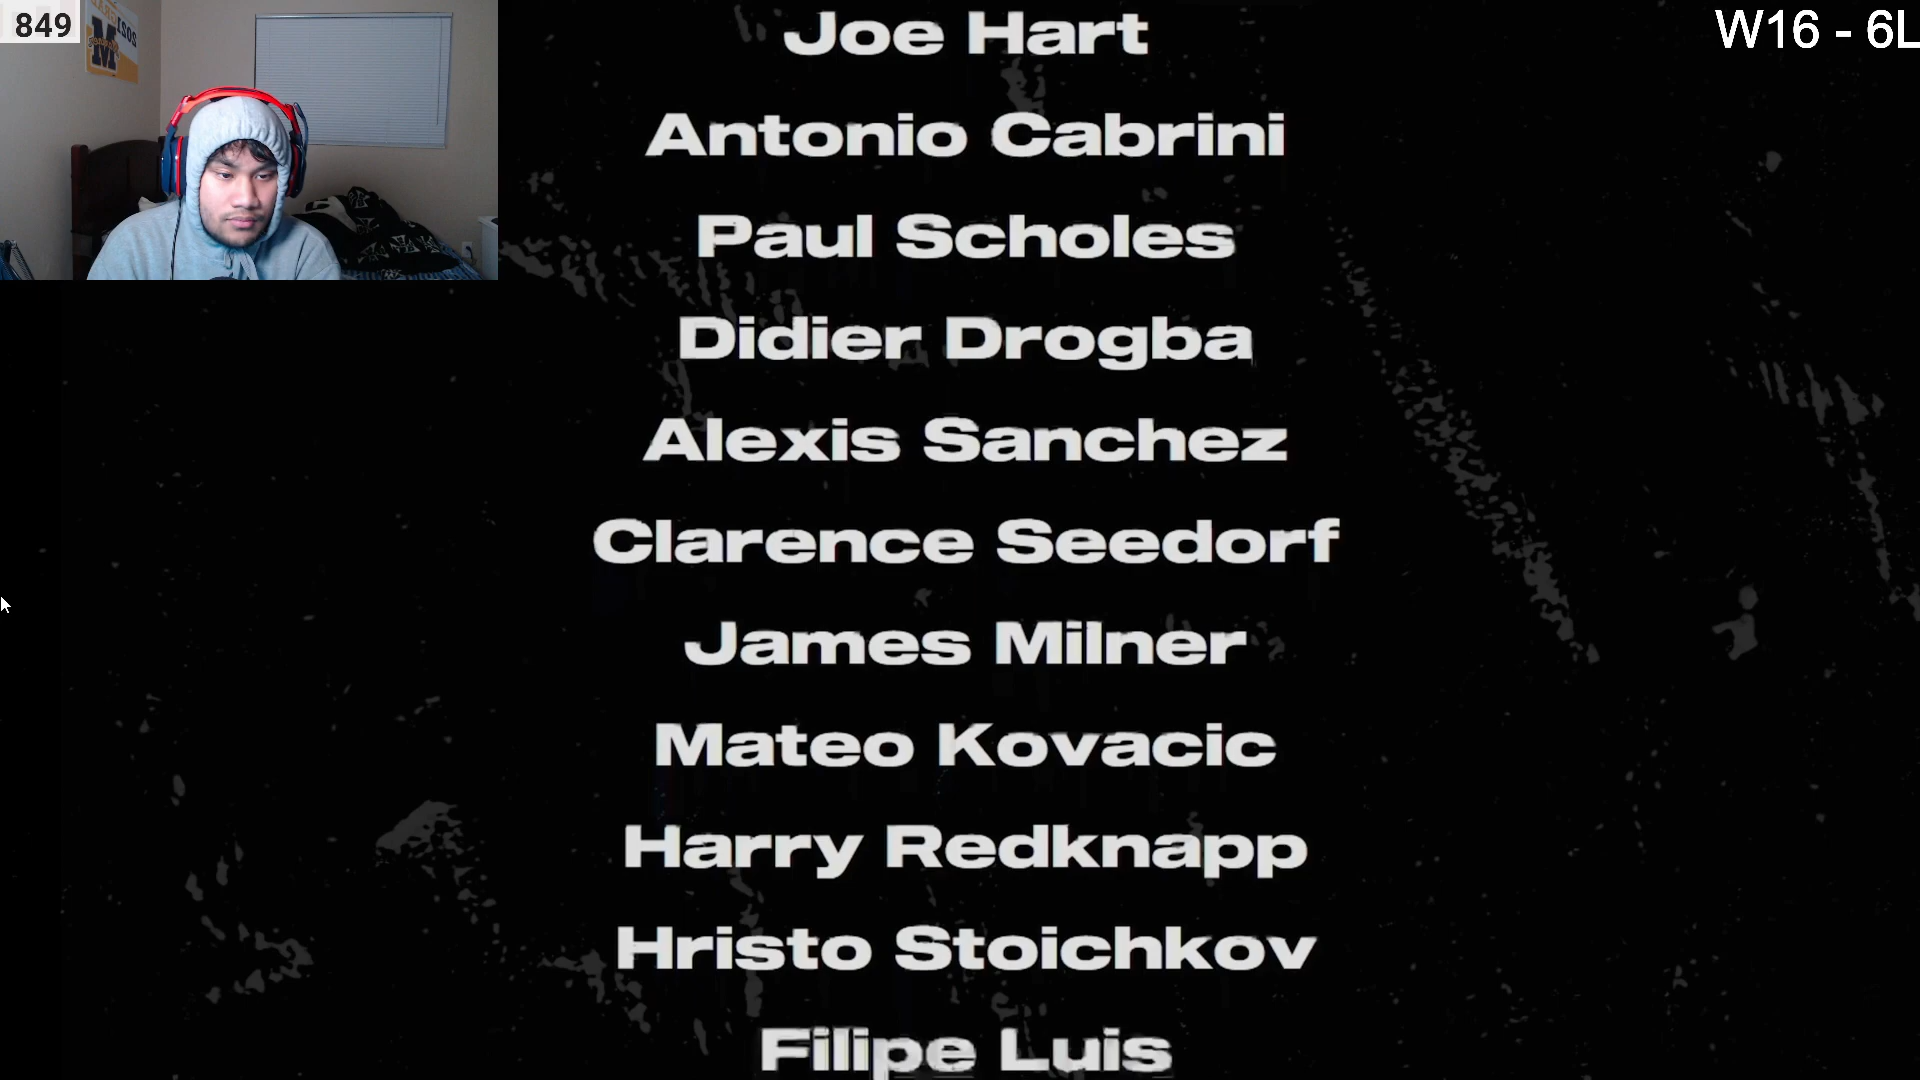 849
W16 - 6L
Joe Hart
Antonio Cabrini
Paul Scholes
Didier Drogba
Alexis Sanchez
Clarence Seedorf
James Milner
Mateo Kovacic
Harry Redknapp
Hristo Stoichkov
Filipe Luis